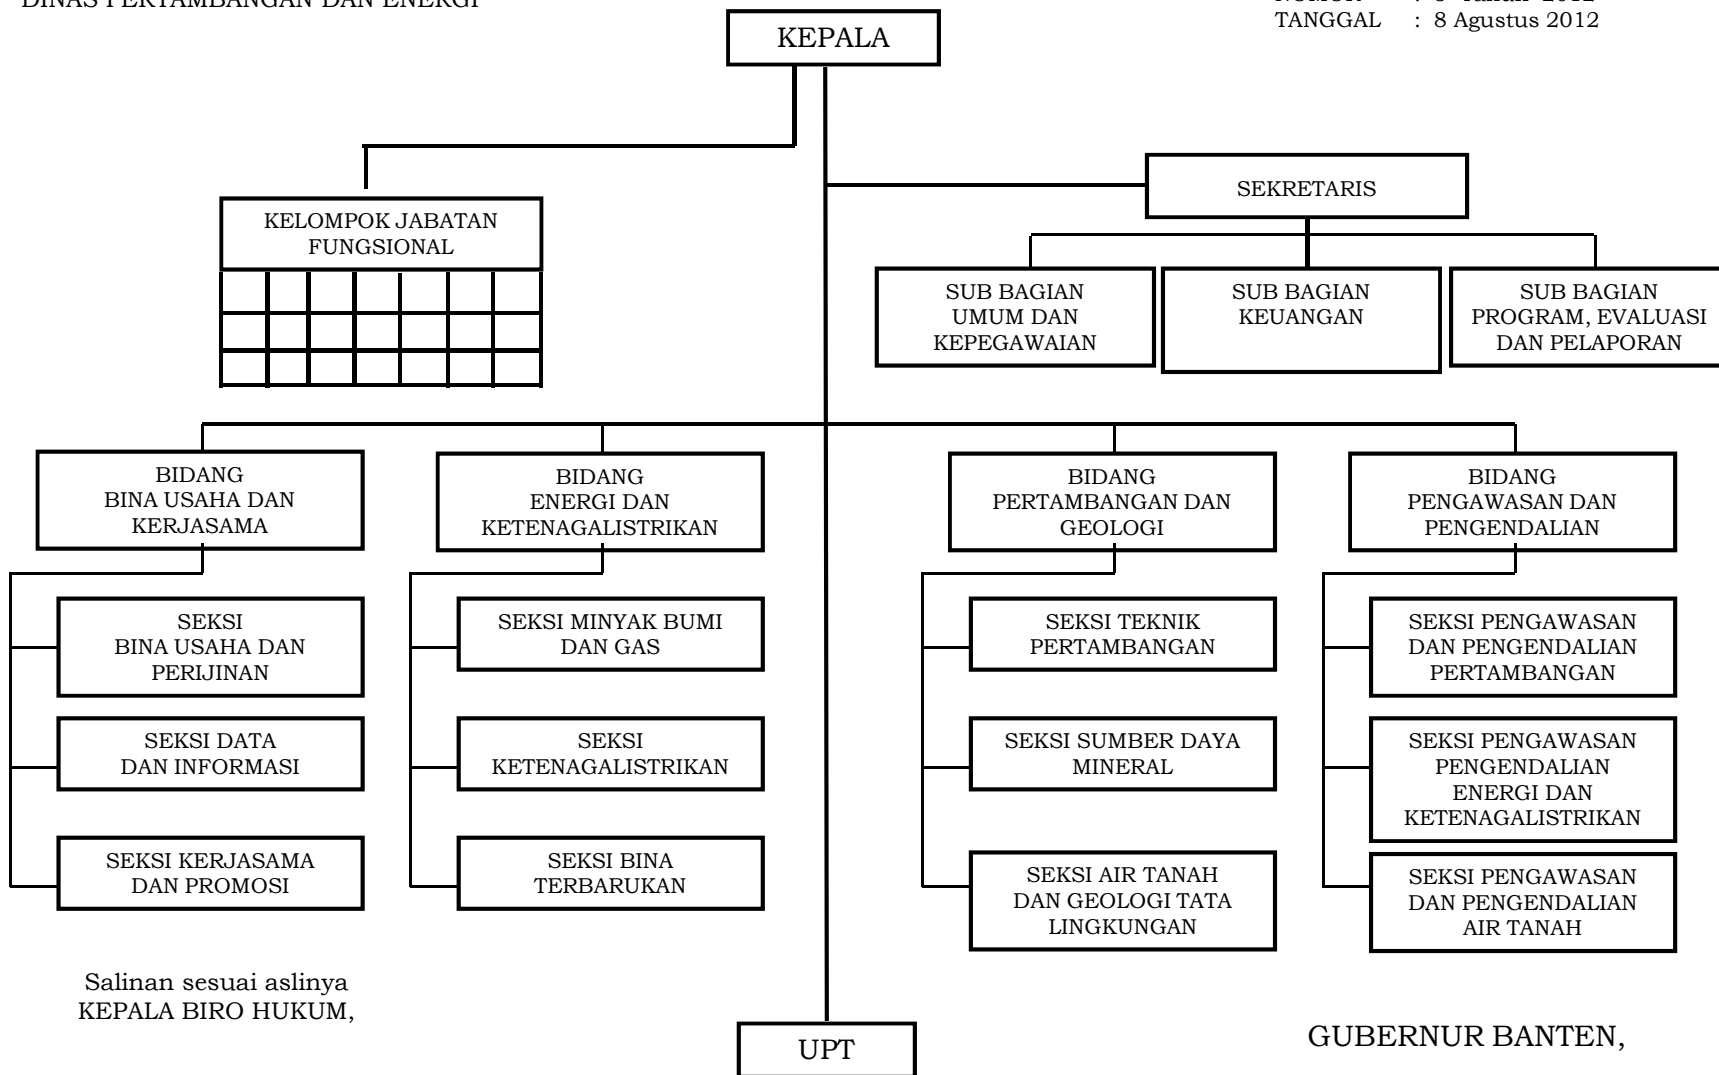 DINAS PERTAMBANGAN DAN ENERGI
TANGGAL : 8 Agustus 2012
KEPALA
SEKRETARIS
KELOMPOK JABATAN
FUNGSIONAL
SUB BAGIAN
UMUM DAN
KEPEGAWAIAN
SUB BAGIAN
KEUANGAN
SUB BAGIAN
PROGRAM, EVALUASI
DAN PELAPORAN
BIDANG
BINA USAHA DAN
KERJASAMA
BIDANG
ENERGI DAN
KETENAGALISTRIKAN
BIDANG
PERTAMBANGAN DAN
GEOLOGI
BIDANG
PENGAWASAN DAN
PENGENDALIAN
SEKSI
BINA USAHA DAN
PERIJINAN
SEKSI MINYAK BUMI
DAN GAS
SEKSI TEKNIK
PERTAMBANGAN
SEKSI PENGAWASAN
DAN PENGENDALIAN
PERTAMBANGAN
SEKSI DATA
DAN INFORMASI
SEKSI
KETENAGALISTRIKAN
SEKSI SUMBER DAYA
MINERAL
SEKSI PENGAWASAN
PENGENDALIAN
ENERGI DAN
KETENAGALISTRIKAN
SEKSI KERJASAMA
DAN PROMOSI
SEKSI BINA
TERBARUKAN
SEKSI AIR TANAH
DAN GEOLOGI TATA
LINGKUNGAN
SEKSI PENGAWASAN
DAN PENGENDALIAN
AIR TANAH
Salinan sesuai aslinya
KEPALA BIRO HUKUM,
UPT
GUBERNUR BANTEN,